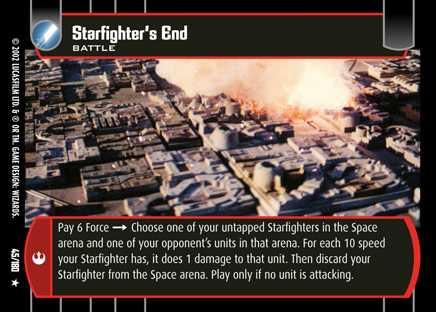 Starfighter's End
BATTLE
Pay 6 Force → Choose one of your untapped Starfighters in the Space
arena and one of your opponent's units in that arena. For each 10 speed
your Starfighter has, it does 1 damage to that unit. Then discard your
Starfighter from the Space arena. Play only if no unit is attacking.
© 2002 LUCASFILM LTD. & ® OR TM. GAME DESIGN: WIZARDS.
45/180 ★